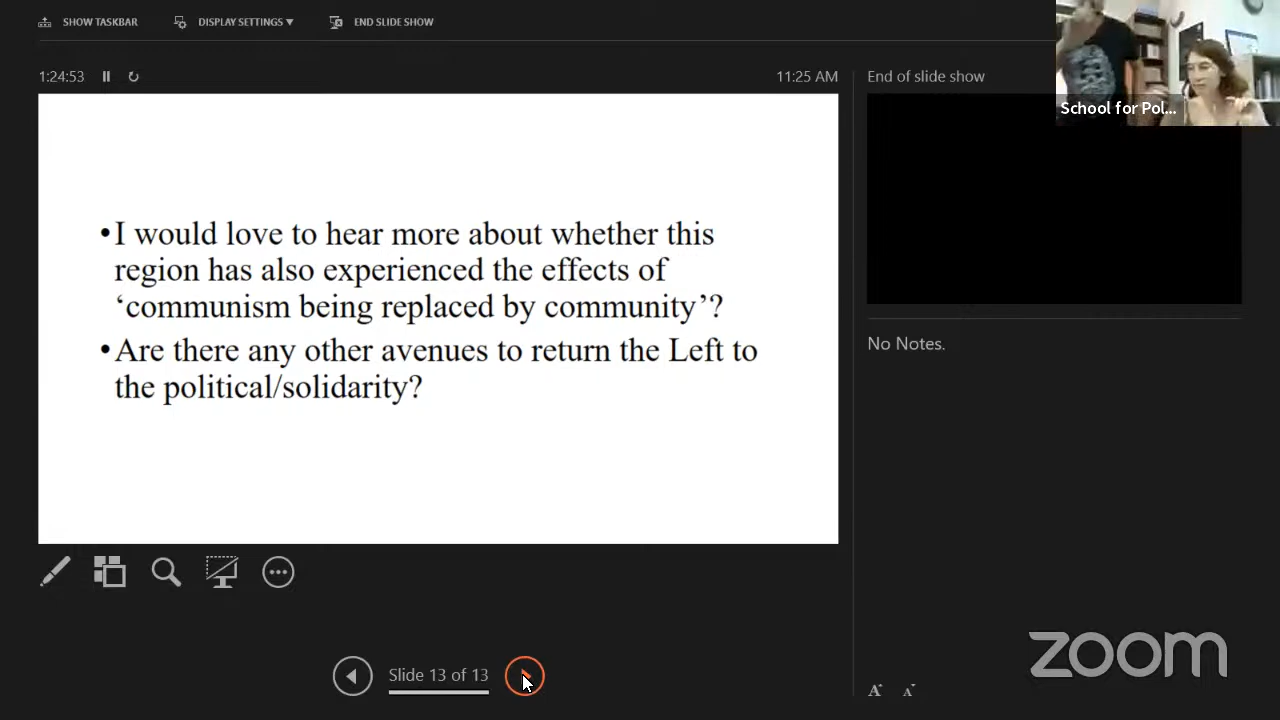 SHOW TASKBAR
DISPLAY SETTINGS ▼
END SLIDE SHOW
1:24:53
11:25 AM
End of slide show
School for Pol...
•I would love to hear more about whether this
region has also experienced the effects of
‘communism being replaced by community’?
•Are there any other avenues to return the Left to
the political/solidarity?
No Notes.
Slide 13 of 13
A A
zoom